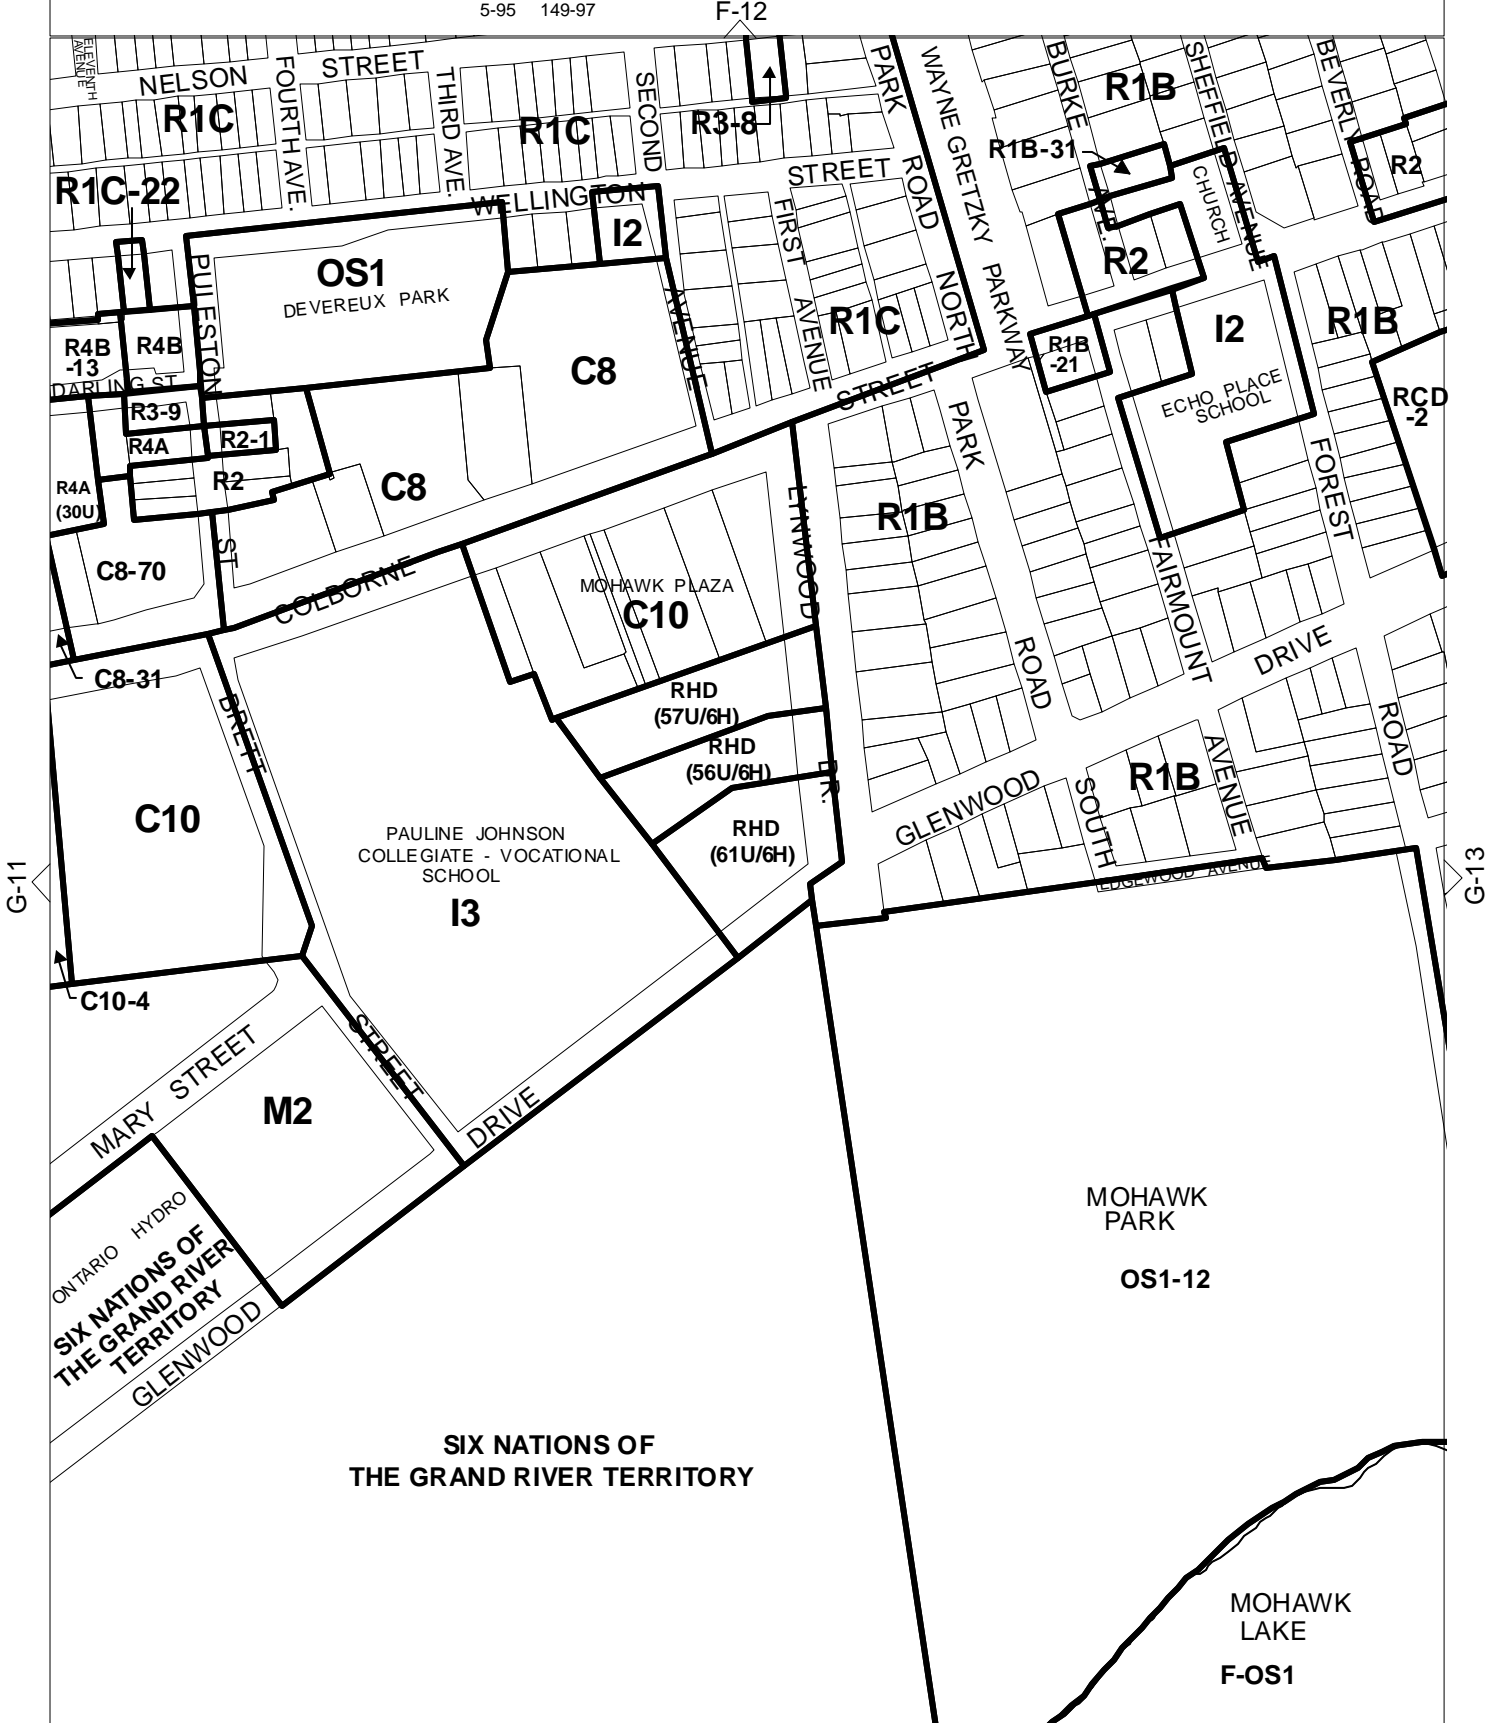 5-95 149-97
F-12
ELEVENTH
AVENUE
NELSON STREET
FOURTH AVE.
THIRD AVE.
SECOND AVENUE
PARK ROAD NORTH
WAYNE GRETZKY PARKWAY
BURKE AVE.
SHEFFIELD AVENUE
BEVERLY ROAD
R1C
R1C
R3-8
R1B
R1B-31
R2
R1C-22
WELLINGTON STREET
FIRST AVENUE
CHURCH
I2
R2
OS1
DEVEREUX PARK
PULESTON ST
R1C
R1B
-21
I2
R1B
R4B
-13
R4B
DARLING ST
C8
ECHO PLACE
SCHOOL
RCD
-2
R3-9
R4A
R2-1
R2
R4A
(30U)
C8
COLBORNE STREET
LYNWOOD DR.
R1B
PARK ROAD SOUTH
FOREST ROAD
FAIRMOUNT AVENUE
C8-70
MOHAWK PLAZA
C10
C8-31
BRETT STREET
RHD
(57U/6H)
RHD
(56U/6H)
RHD
(61U/6H)
GLENWOOD DRIVE
R1B
EDGEWOOD AVENUE
C10
PAULINE JOHNSON
COLLEGIATE - VOCATIONAL
SCHOOL
I3
G-11
G-13
C10-4
MARY STREET
M2
GLENWOOD DRIVE
ONTARIO HYDRO
SIX NATIONS OF
THE GRAND RIVER
TERRITORY
MOHAWK
PARK
OS1-12
SIX NATIONS OF
THE GRAND RIVER TERRITORY
MOHAWK
LAKE
F-OS1